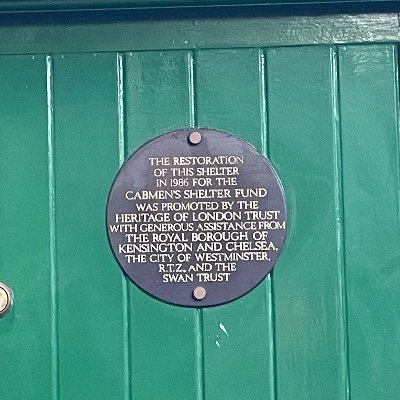 THE RESTORATION
OF THIS SHELTER
IN 1986 FOR THE
CABMEN'S SHELTER FUND
WAS PROMOTED BY THE
HERITAGE OF LONDON TRUST
WITH GENEROUS ASSISTANCE FROM
THE ROYAL BOROUGH OF
KENSINGTON AND CHELSEA,
THE CITY OF WESTMINSTER,
R.T.Z., AND THE
SWAN TRUST